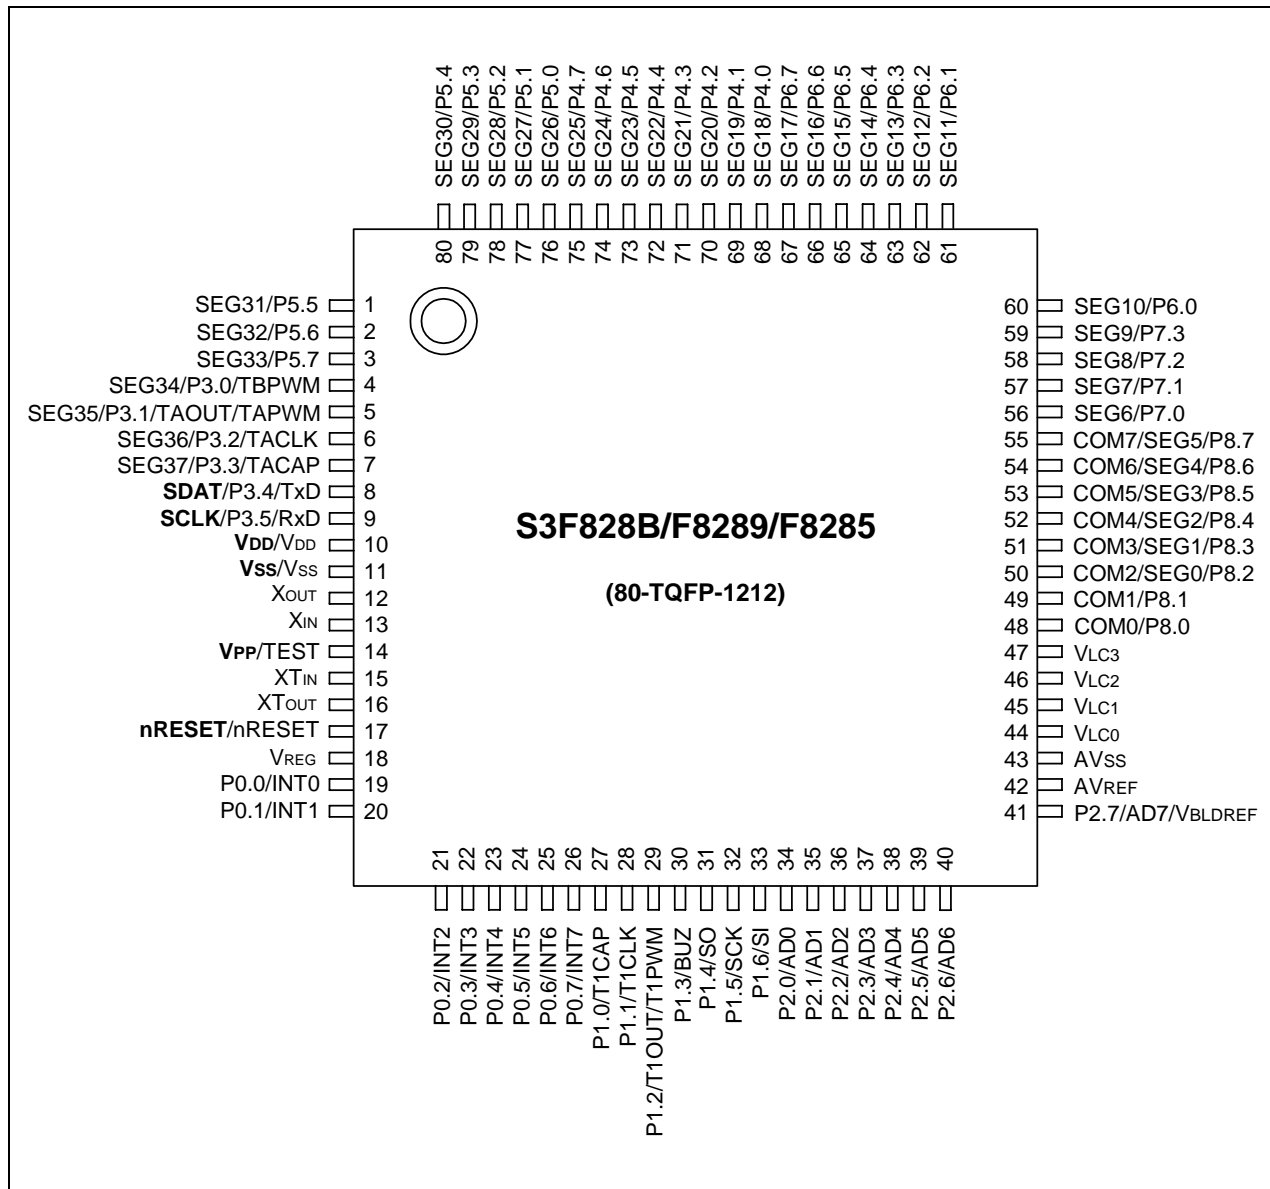 SEG30/P5.4
SEG29/P5.3
SEG28/P5.2
SEG27/P5.1
SEG26/P5.0
SEG25/P4.7
SEG24/P4.6
SEG23/P4.5
SEG22/P4.4
SEG21/P4.3
SEG20/P4.2
SEG19/P4.1
SEG18/P4.0
SEG17/P6.7
SEG16/P6.6
SEG15/P6.5
SEG14/P6.4
SEG13/P6.3
SEG12/P6.2
SEG11/P6.1
80 79 78 77 76 75 74 73 72 71 70 69 68 67 66 65 64 63 62 61
SEG31/P5.5 1
SEG32/P5.6 2
SEG33/P5.7 3
SEG34/P3.0/TBPWM 4
SEG35/P3.1/TAOUT/TAPWM 5
SEG36/P3.2/TACLK 6
SEG37/P3.3/TACAP 7
SDAT/P3.4/TxD 8
SCLK/P3.5/RxD 9
VDD/VDD 10
VSS/VSS 11
XOUT 12
XIN 13
VPP/TEST 14
XTIN 15
XTOUT 16
nRESET/nRESET 17
VREG 18
P0.0/INT0 19
P0.1/INT1 20
S3F828B/F8289/F8285
(80-TQFP-1212)
60 SEG10/P6.0
59 SEG9/P7.3
58 SEG8/P7.2
57 SEG7/P7.1
56 SEG6/P7.0
55 COM7/SEG5/P8.7
54 COM6/SEG4/P8.6
53 COM5/SEG3/P8.5
52 COM4/SEG2/P8.4
51 COM3/SEG1/P8.3
50 COM2/SEG0/P8.2
49 COM1/P8.1
48 COM0/P8.0
47 VLC3
46 VLC2
45 VLC1
44 VLC0
43 AVSS
42 AVREF
41 P2.7/AD7/VBLDREF
21 22 23 24 25 26 27 28 29 30 31 32 33 34 35 36 37 38 39 40
P0.2/INT2
P0.3/INT3
P0.4/INT4
P0.5/INT5
P0.6/INT6
P0.7/INT7
P1.0/T1CAP
P1.1/T1CLK
P1.2/T1OUT/T1PWM
P1.3/BUZ
P1.4/SO
P1.5/SCK
P1.6/SI
P2.0/AD0
P2.1/AD1
P2.2/AD2
P2.3/AD3
P2.4/AD4
P2.5/AD5
P2.6/AD6